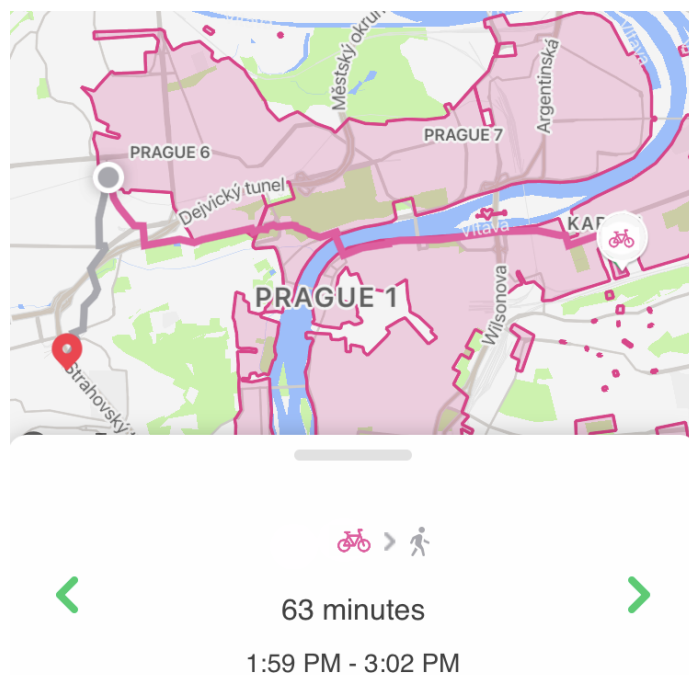 Městský okruh
Vltava
Argentinská
PRAGUE 6
PRAGUE 7
Dejvický tunel
Vltava
PRAGUE 1
Wilsonova
Strahovský
63 minutes
1:59 PM - 3:02 PM